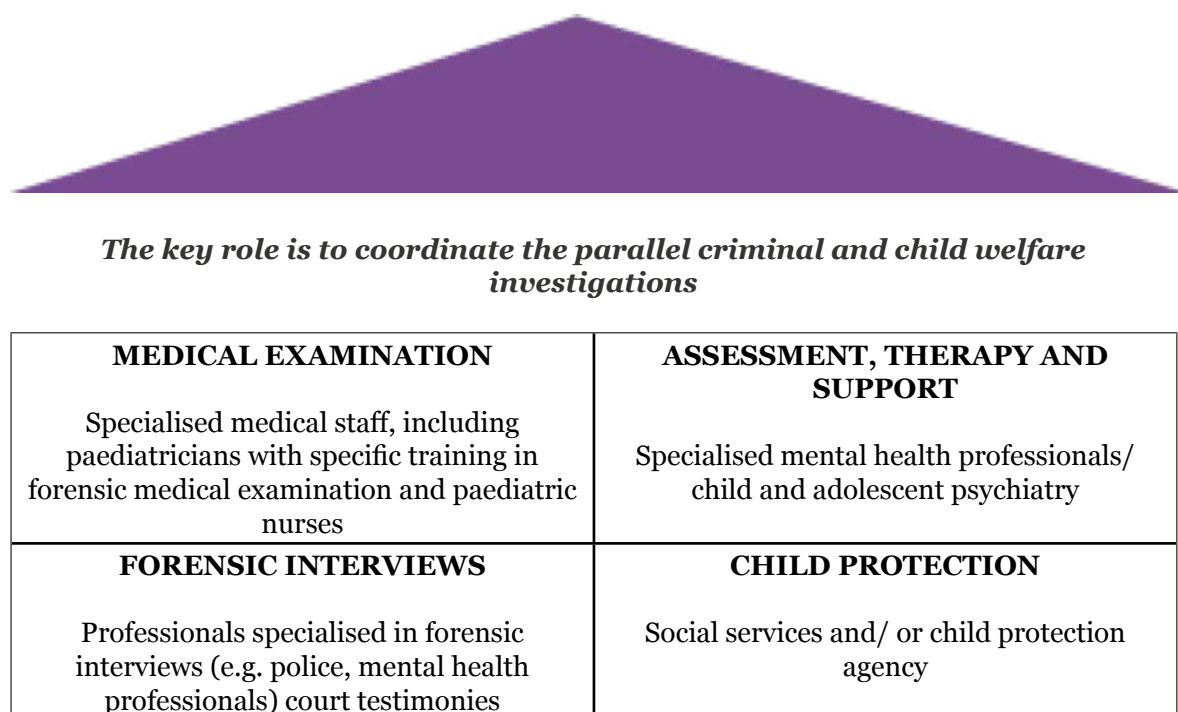 The key role is to coordinate the parallel criminal and child welfare
investigations
MEDICAL EXAMINATION
Specialised medical staff, including
paediatricians with specific training in
forensic medical examination and paediatric
nurses
ASSESSMENT, THERAPY AND
SUPPORT
Specialised mental health professionals/
child and adolescent psychiatry
FORENSIC INTERVIEWS
Professionals specialised in forensic
interviews (e.g. police, mental health
professionals) court testimonies
CHILD PROTECTION
Social services and/ or child protection
agency